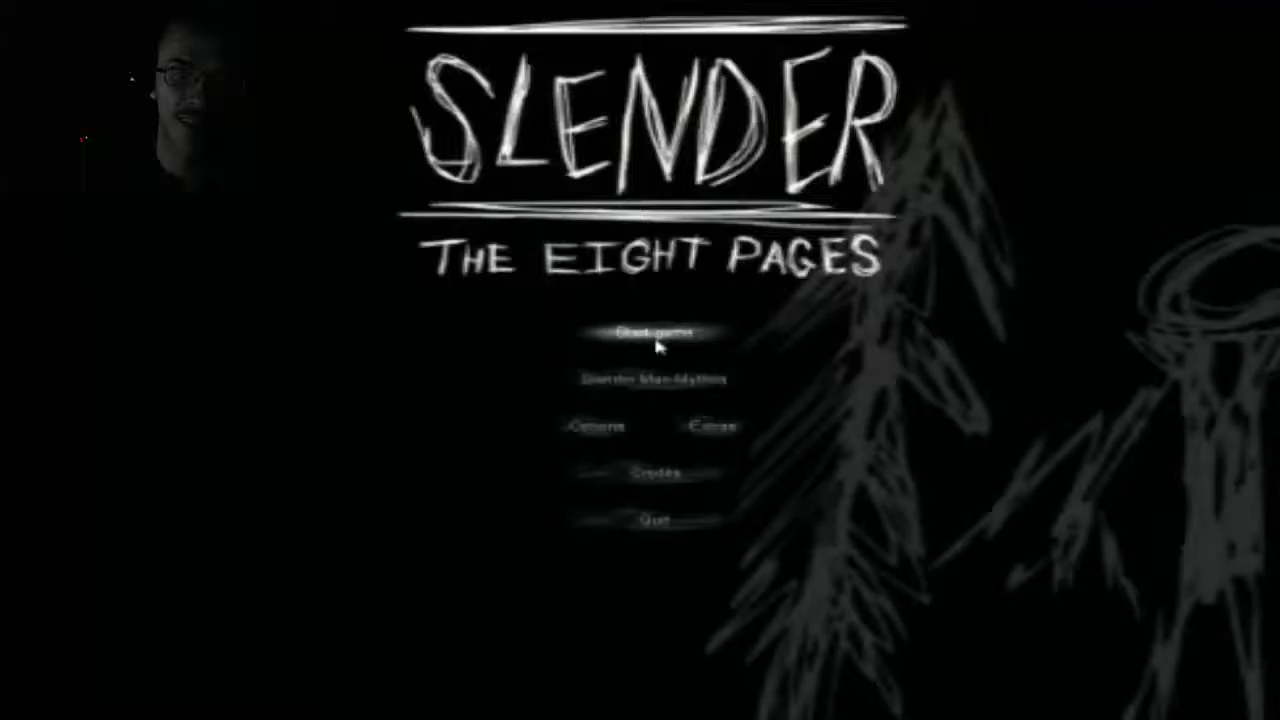 SLENDER
THE EIGHT PAGES
Start game
Slender Man Mythos
Options Extras
Credits
Quit